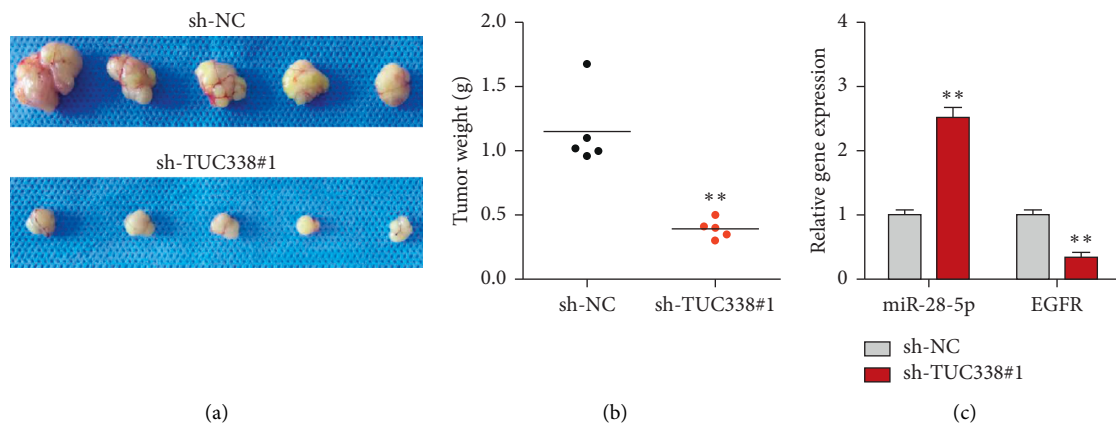 sh-NC
sh-TUC338#1
(a)
Tumor weight (g)
2.0
1.5
1.0
0.5
0.0
**
sh-NC
sh-TUC338#1
(b)
Relative gene expression
4
3
2
1
0
**
**
miR-28-5p
EGFR
sh-NC
sh-TUC338#1
(c)